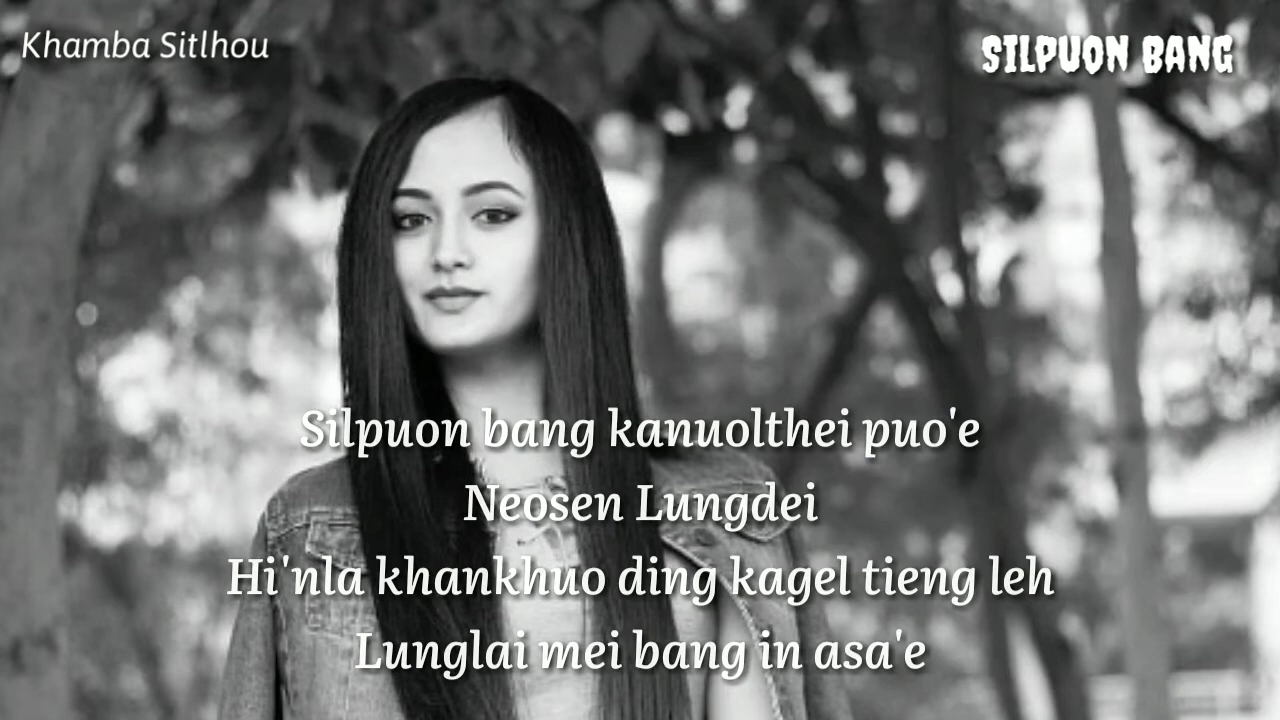 Khamba Sitlhou
SILPUON BANG
Silpuon bang kanuolthei puo'e
Neosen Lungdei
Hi'nla khankhuo ding kagel tieng leh
Lunglai mei bang in asa'e